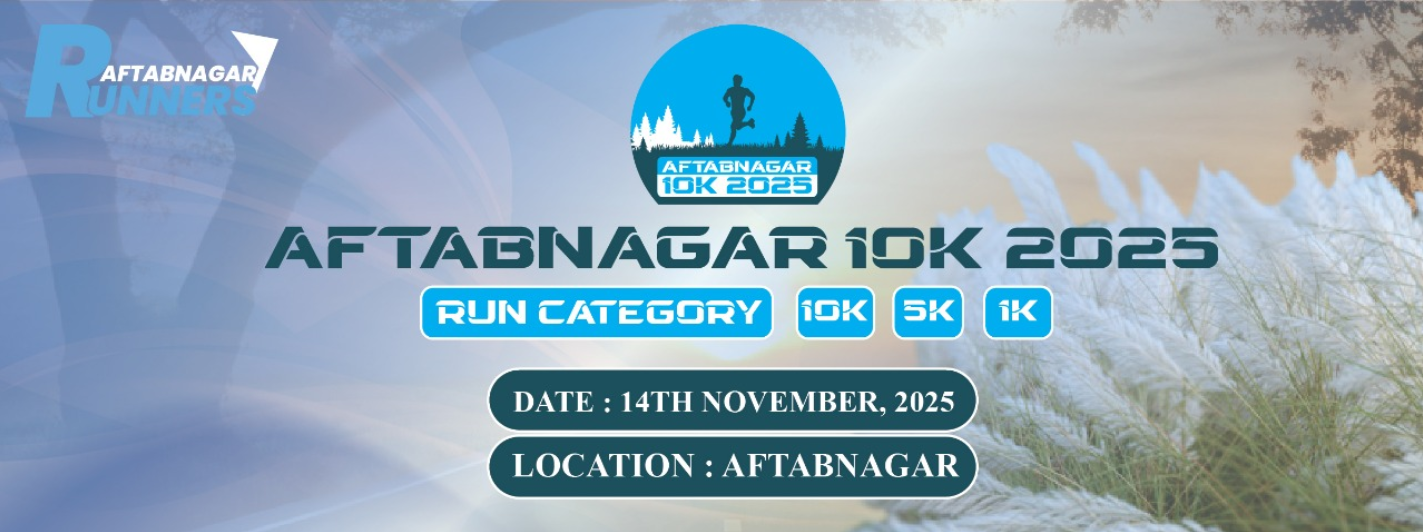 AFTABNAGAR
RUNNERS
AFTABNAGAR
10K 2025
AFTABNAGAR 10K 2025
RUN CATEGORY 10K 5K 1K
DATE : 14TH NOVEMBER, 2025
LOCATION : AFTABNAGAR